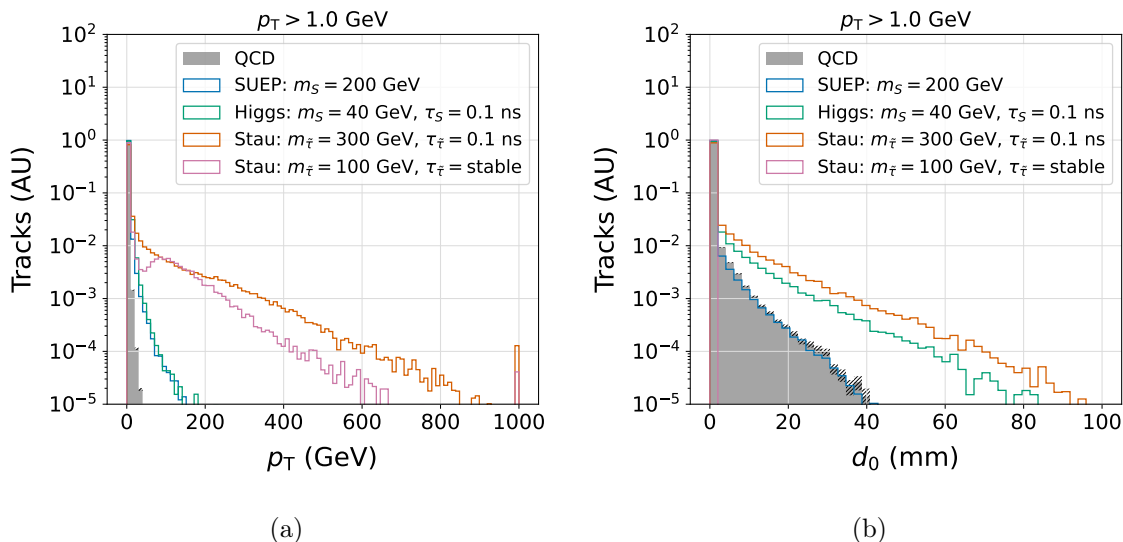 p_T > 1.0 GeV
Tracks (AU)
10^2
10^1
10^0
10^−1
10^−2
10^−3
10^−4
10^−5
QCD
SUEP: m_S = 200 GeV
Higgs: m_S = 40 GeV, τ_S = 0.1 ns
Stau: m_τ̃ = 300 GeV, τ_τ̃ = 0.1 ns
Stau: m_τ̃ = 100 GeV, τ_τ̃ = stable
0 200 400 600 800 1000
p_T (GeV)
(a)
p_T > 1.0 GeV
Tracks (AU)
10^2
10^1
10^0
10^−1
10^−2
10^−3
10^−4
10^−5
QCD
SUEP: m_S = 200 GeV
Higgs: m_S = 40 GeV, τ_S = 0.1 ns
Stau: m_τ̃ = 300 GeV, τ_τ̃ = 0.1 ns
Stau: m_τ̃ = 100 GeV, τ_τ̃ = stable
0 20 40 60 80 100
d_0 (mm)
(b)